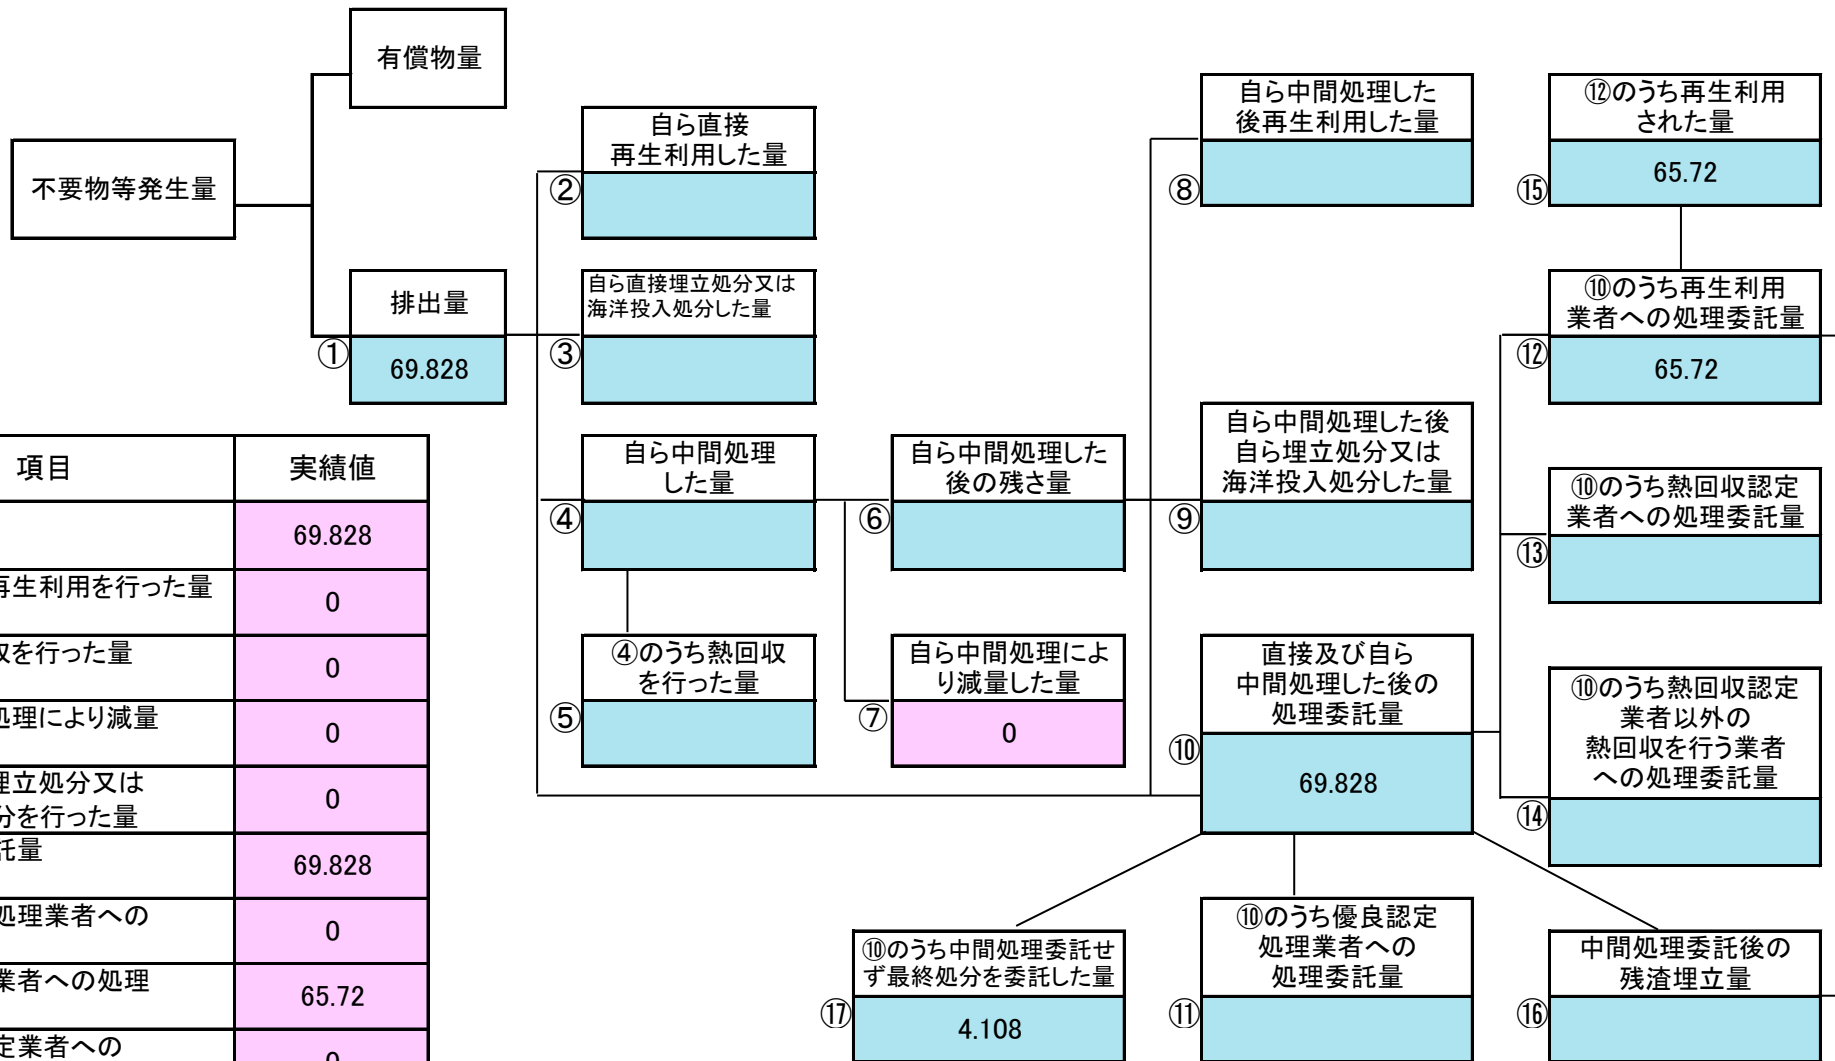 有償物量
不要物等発生量
排出量
①
69.828
自ら直接
再生利用した量
②
自ら直接埋立処分又は
海洋投入処分した量
③
自ら中間処理
した量
④
④のうち熱回収
を行った量
⑤
自ら中間処理した
後の残さ量
⑥
自ら中間処理によ
り減量した量
⑦
0
自ら中間処理した
後再生利用した量
⑧
自ら中間処理した後
自ら埋立処分又は
海洋投入処分した量
⑨
直接及び自ら
中間処理した後の
処理委託量
⑩
69.828
⑫のうち再生利用
された量
⑮
65.72
⑩のうち再生利用
業者への処理委託量
⑫
65.72
⑩のうち熱回収認定
業者への処理委託量
⑬
⑩のうち熱回収認定
業者以外の
熱回収を行う業者
への処理委託量
⑭
⑩のうち中間処理委託せ
ず最終処分を委託した量
⑰
4.108
⑩のうち優良認定
処理業者への
処理委託量
⑪
中間処理委託後の
残渣埋立量
⑯
項目 実績値
69.828
再生利用を行った量 0
収を行った量 0
処理により減量 0
埋立処分又は
分を行った量 0
託量 69.828
処理業者への 0
業者への処理 65.72
定業者への 0